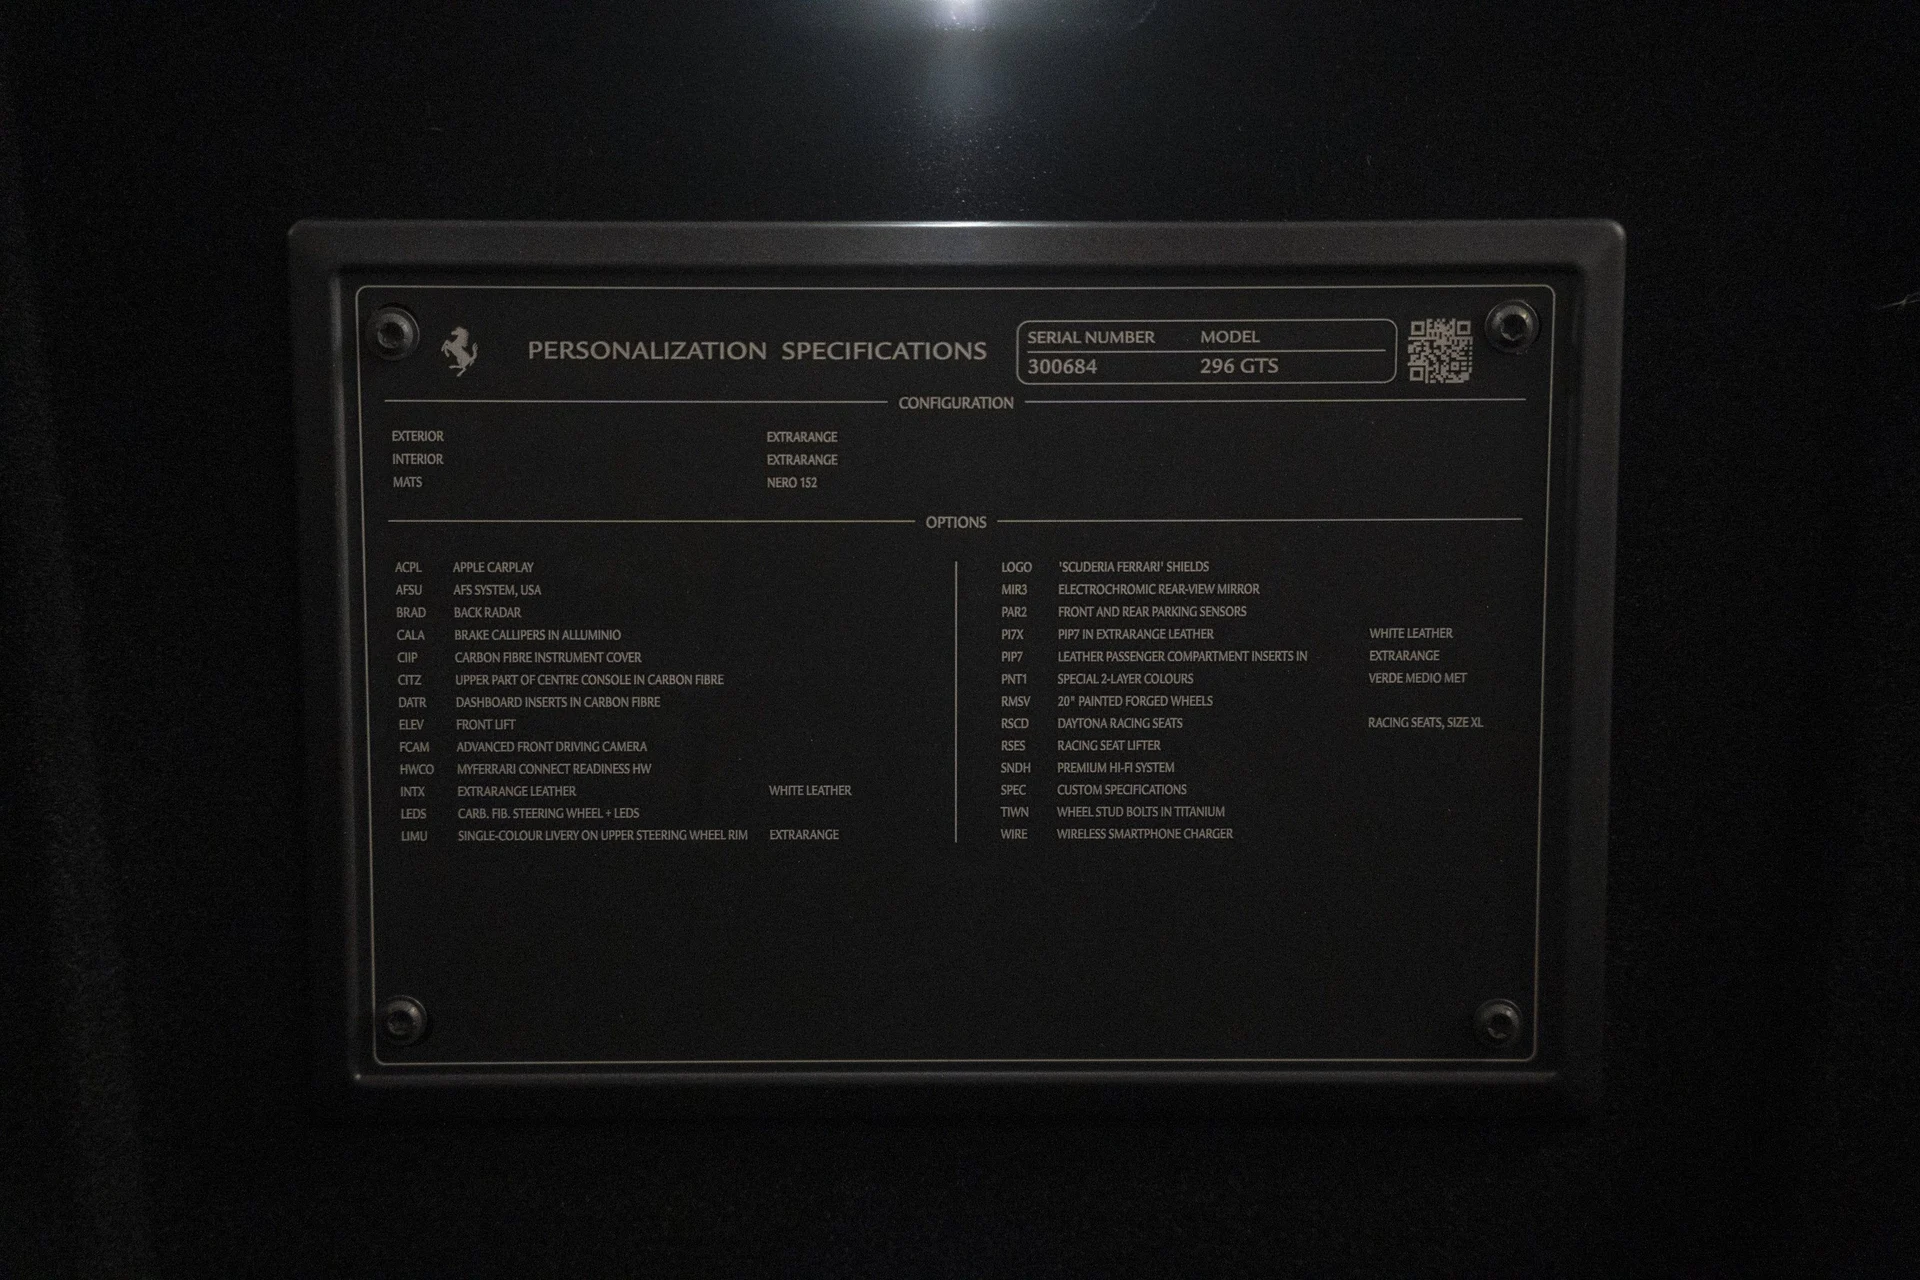 PERSONALIZATION SPECIFICATIONS
SERIAL NUMBER MODEL
300684 296 GTS
CONFIGURATION
EXTERIOR EXTRARANGE
INTERIOR EXTRARANGE
MATS NERO 152
OPTIONS
ACPL APPLE CARPLAY
AFSU AFS SYSTEM, USA
BRAD BACK RADAR
CALA BRAKE CALLIPERS IN ALLUMINIO
CIIP CARBON FIBRE INSTRUMENT COVER
CITZ UPPER PART OF CENTRE CONSOLE IN CARBON FIBRE
DATR DASHBOARD INSERTS IN CARBON FIBRE
ELEV FRONT LIFT
FCAM ADVANCED FRONT DRIVING CAMERA
HWCO MYFERRARI CONNECT READINESS HW
INTX EXTRARANGE LEATHER WHITE LEATHER
LEDS CARB. FIB. STEERING WHEEL + LEDS
LIMU SINGLE-COLOUR LIVERY ON UPPER STEERING WHEEL RIM EXTRARANGE
LOGO 'SCUDERIA FERRARI' SHIELDS
MIR3 ELECTROCHROMIC REAR-VIEW MIRROR
PAR2 FRONT AND REAR PARKING SENSORS
PI7X PIP7 IN EXTRARANGE LEATHER WHITE LEATHER
PIP7 LEATHER PASSENGER COMPARTMENT INSERTS IN EXTRARANGE
PNT1 SPECIAL 2-LAYER COLOURS VERDE MEDIO MET
RMSV 20" PAINTED FORGED WHEELS
RSCD DAYTONA RACING SEATS RACING SEATS, SIZE XL
RSES RACING SEAT LIFTER
SNDH PREMIUM HI-FI SYSTEM
SPEC CUSTOM SPECIFICATIONS
TIWN WHEEL STUD BOLTS IN TITANIUM
WIRE WIRELESS SMARTPHONE CHARGER